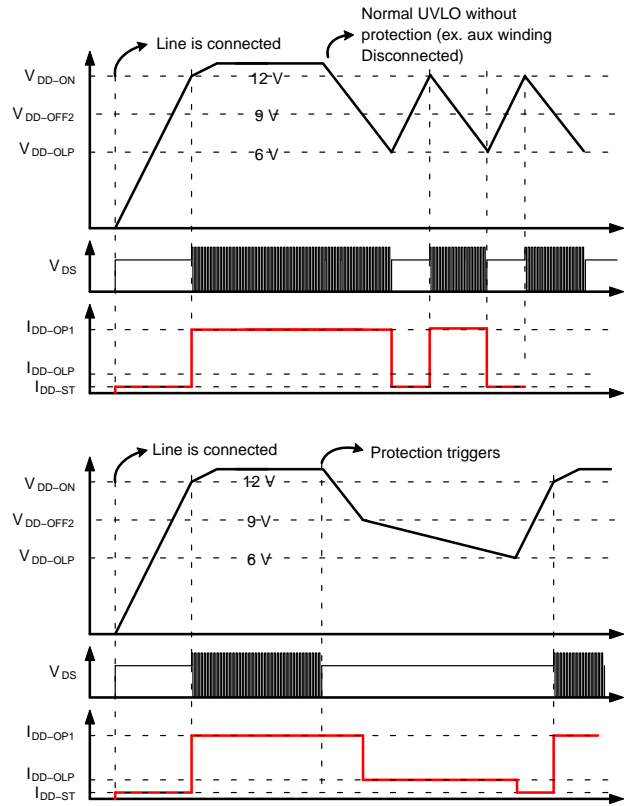 Normal UVLO without
protection (ex. aux winding
Disconnected)
Line is connected
VDD−ON
12 V
VDD−OFF2
9 V
VDD−OLP
6 V
VDS
IDD−OP1
IDD−OLP
IDD−ST
Line is connected
Protection triggers
VDD−ON
12 V
VDD−OFF2
9 V
VDD−OLP
6 V
VDS
IDD−OP1
IDD−OLP
IDD−ST